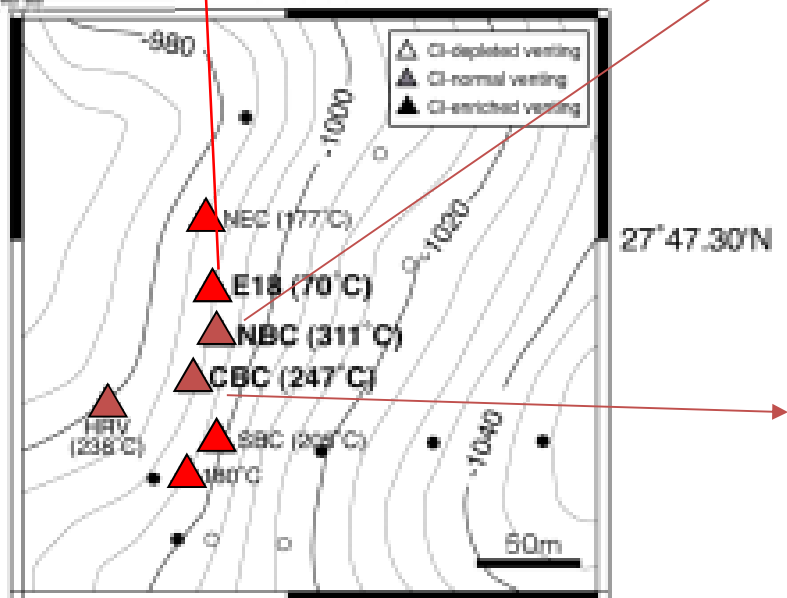 -980
Cl-depleted venting
Cl-normal venting
Cl-enriched venting
-1000
NEC (177°C)
-1020
27°47.30'N
E18 (70°C)
NBC (311°C)
CBC (247°C)
HRV
(238°C)
SBC
-1040
180°C
50m